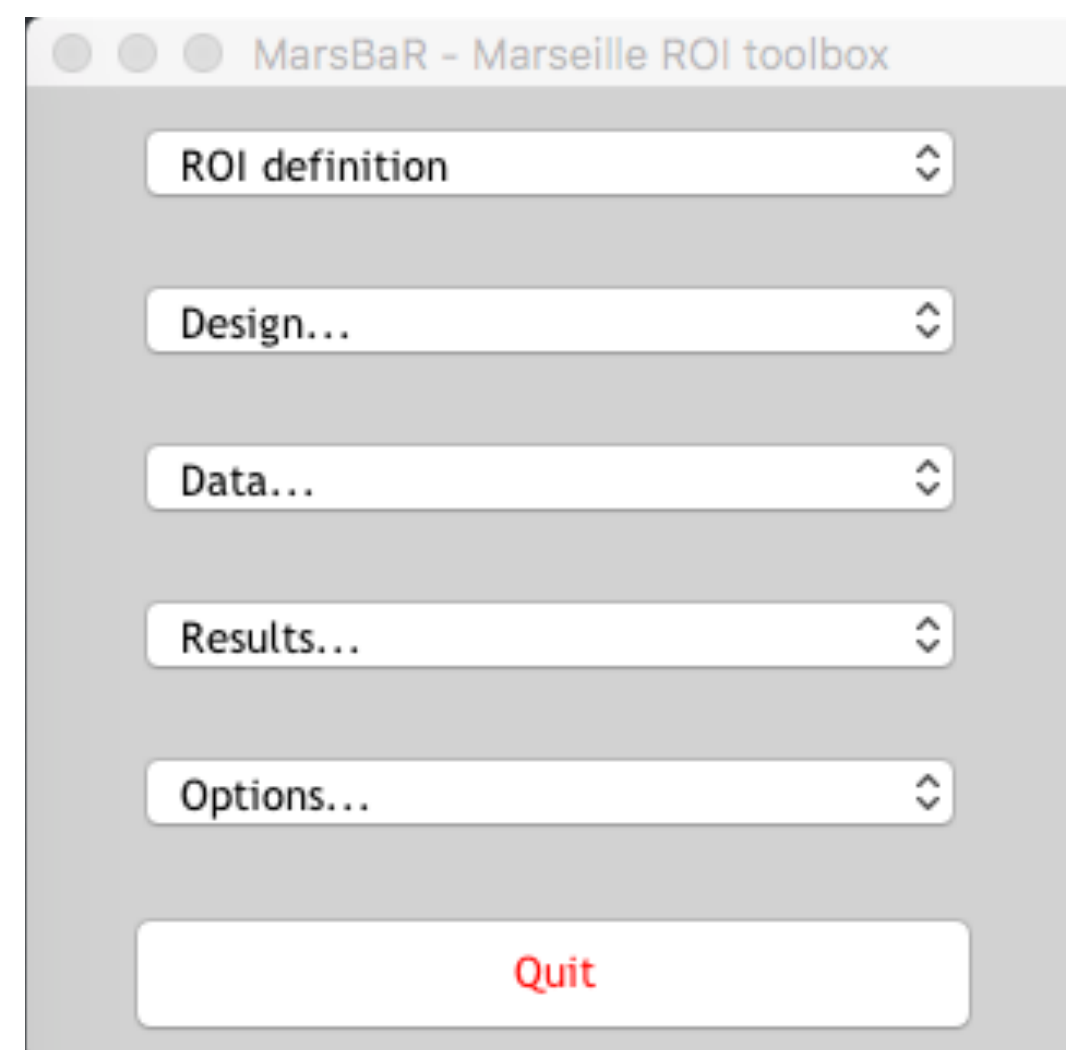 MarsBaR - Marseille ROI toolbox
ROI definition
Design...
Data...
Results...
Options...
Quit